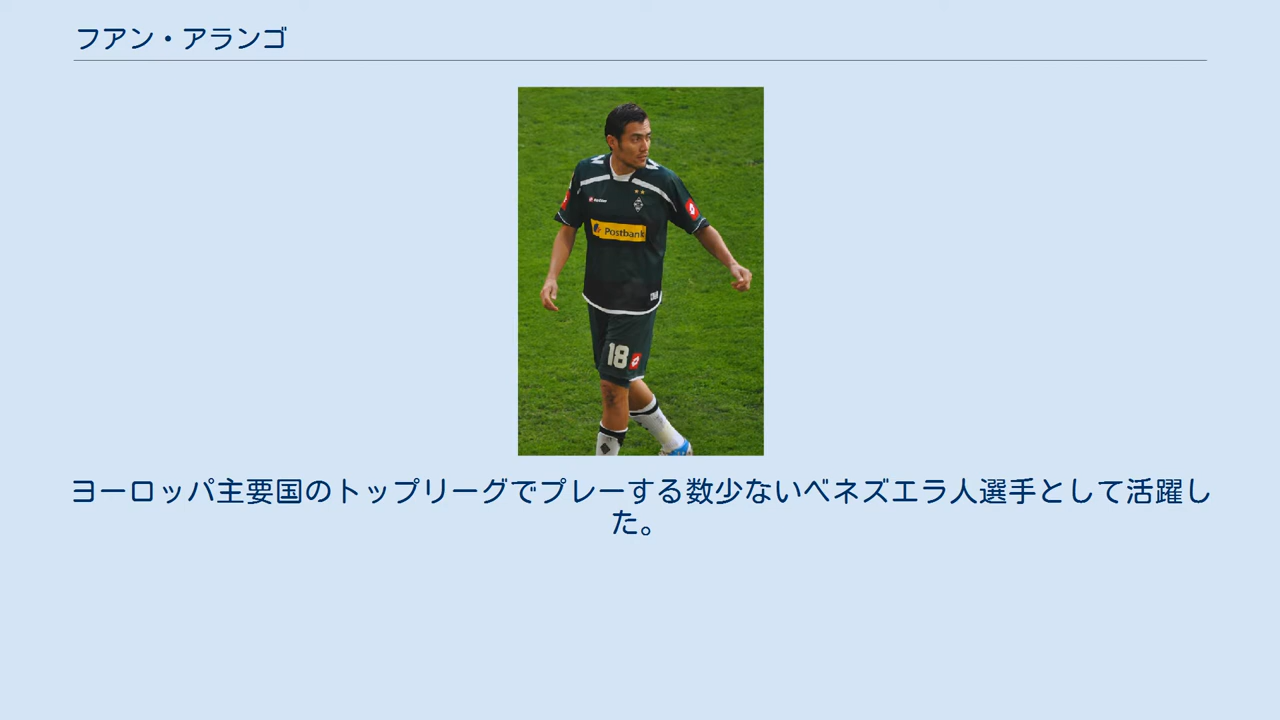 フアン・アランゴ
Postbank
18
ヨーロッパ主要国のトップリーグでプレーする数少ないベネズエラ人選手として活躍し
た。